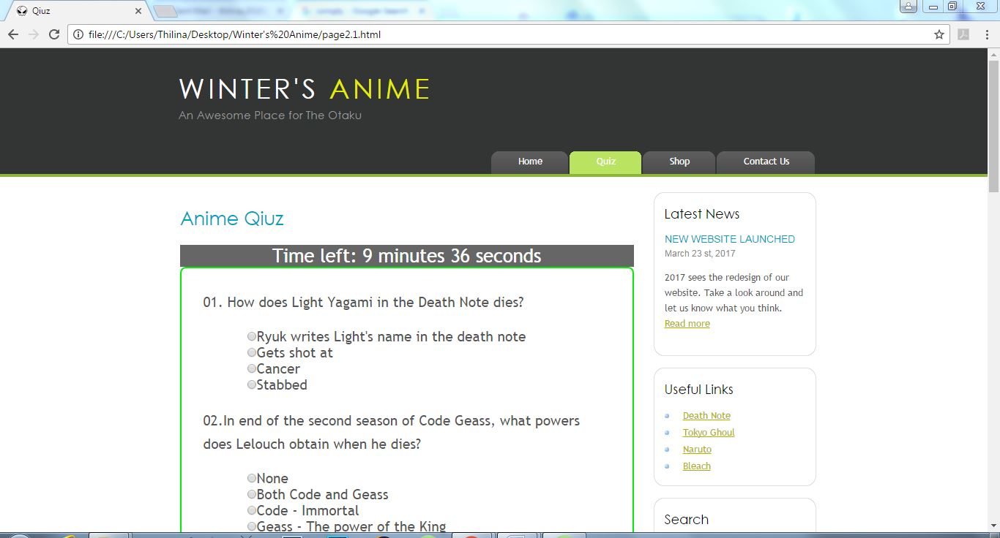 Qiuz
file:///C:/Users/Thilina/Desktop/Winter's%20Anime/page2.1.html
WINTER'S ANIME
An Awesome Place for The Otaku
Home
Quiz
Shop
Contact Us
Anime Qiuz
Time left: 9 minutes 36 seconds
01. How does Light Yagami in the Death Note dies?
Ryuk writes Light's name in the death note
Gets shot at
Cancer
Stabbed
02.In end of the second season of Code Geass, what powers
does Lelouch obtain when he dies?
None
Both Code and Geass
Code - Immortal
Geass - The power of the King
Latest News
NEW WEBSITE LAUNCHED
March 23 st, 2017
2017 sees the redesign of our
website. Take a look around and
let us know what you think.
Read more
Useful Links
Death Note
Tokyo Ghoul
Naruto
Bleach
Search